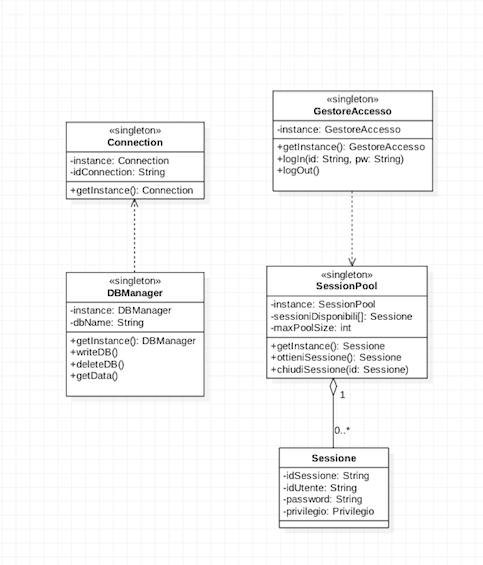 «singleton»
Connection
-instance: Connection
-idConnection: String
+getInstance(): Connection
«singleton»
DBManager
-instance: DBManager
-dbName: String
+getInstance(): DBManager
+writeDB()
+deleteDB()
+getData()
«singleton»
GestoreAccesso
-instance: GestoreAccesso
+getInstance(): GestoreAccesso
+logIn(id: String, pw: String)
+logOut()
«singleton»
SessionPool
-instance: SessionPool
-sessioniDisponibili[]: Sessione
-maxPoolSize: int
+getInstance(): Sessione
+ottieniSessione(): Sessione
+chiudiSessione(id: Sessione)
1
0..*
Sessione
-idSessione: String
-idUtente: String
-password: String
-privilegio: Privilegio